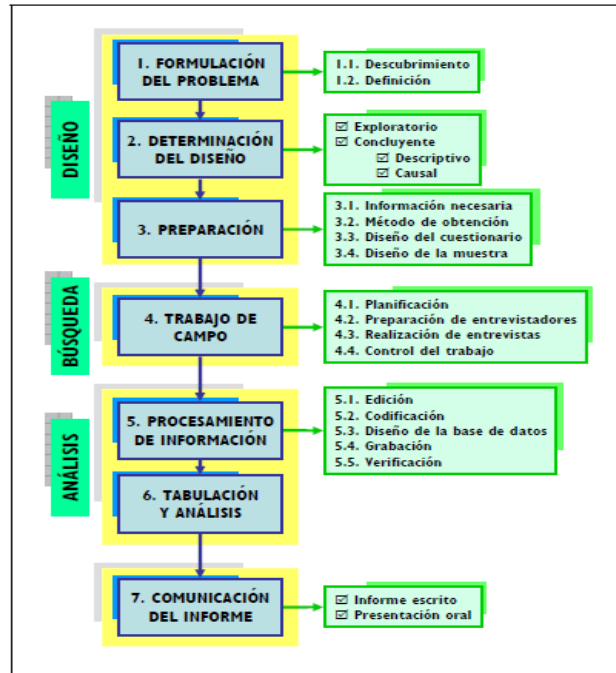 DISEÑO
1. FORMULACIÓN
DEL PROBLEMA
1.1. Descubrimiento
1.2. Definición
2. DETERMINACIÓN
DEL DISEÑO
☑ Exploratorio
☑ Concluyente
☑ Descriptivo
☑ Causal
3. PREPARACIÓN
3.1. Información necesaria
3.2. Método de obtención
3.3. Diseño del cuestionario
3.4. Diseño de la muestra
BÚSQUEDA
4. TRABAJO DE
CAMPO
4.1. Planificación
4.2. Preparación de entrevistadores
4.3. Realización de entrevistas
4.4. Control del trabajo
ANÁLISIS
5. PROCESAMIENTO
DE INFORMACIÓN
5.1. Edición
5.2. Codificación
5.3. Diseño de la base de datos
5.4. Grabación
5.5. Verificación
6. TABULACIÓN
Y ANÁLISIS
7. COMUNICACIÓN
DEL INFORME
☑ Informe escrito
☑ Presentación oral